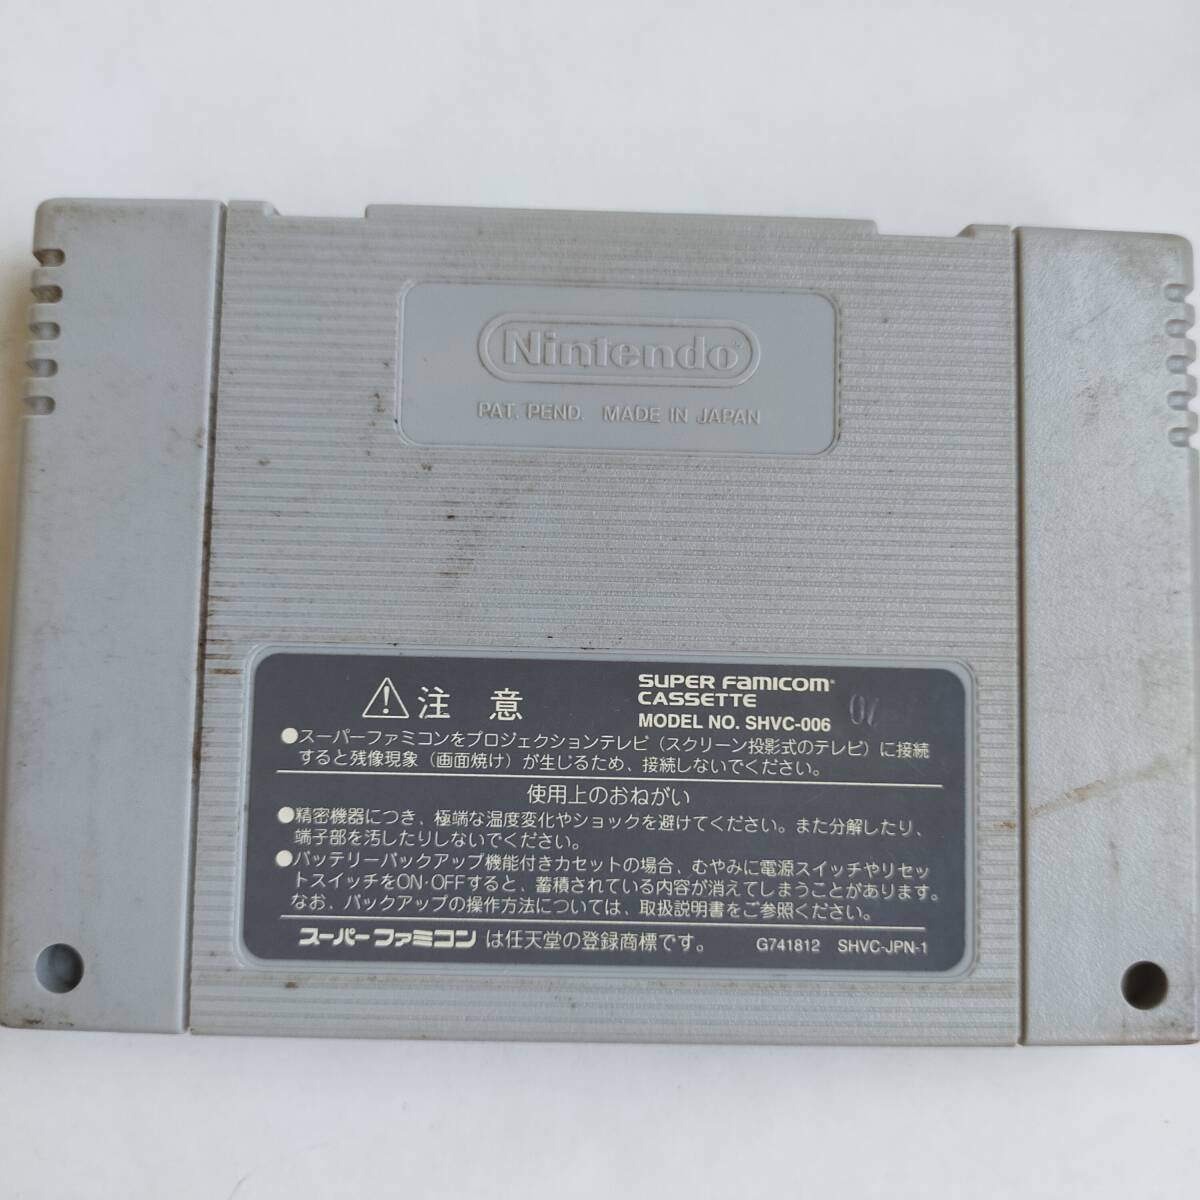 Nintendo
PAT. PEND. MADE IN JAPAN
⚠注意
SUPER FAMICOM
CASSETTE
MODEL NO. SHVC-006
●スーパーファミコンをプロジェクションテレビ（スクリーン投影式のテレビ）に接続
すると残像現象（画面焼け）が生じるため、接続しないでください。
使用上のおねがい
●精密機器につき、極端な温度変化やショックを避けてください。また分解したり、
端子部を汚したりしないでください。
●バッテリーバックアップ機能付きカセットの場合、むやみに電源スイッチやリセッ
トスイッチをON・OFFすると、蓄積されている内容が消えてしまうことがあります。
なお、バックアップの操作方法については、取扱説明書をご参照ください。
スーパーファミコンは任天堂の登録商標です。 G741812 SHVC-JPN-1